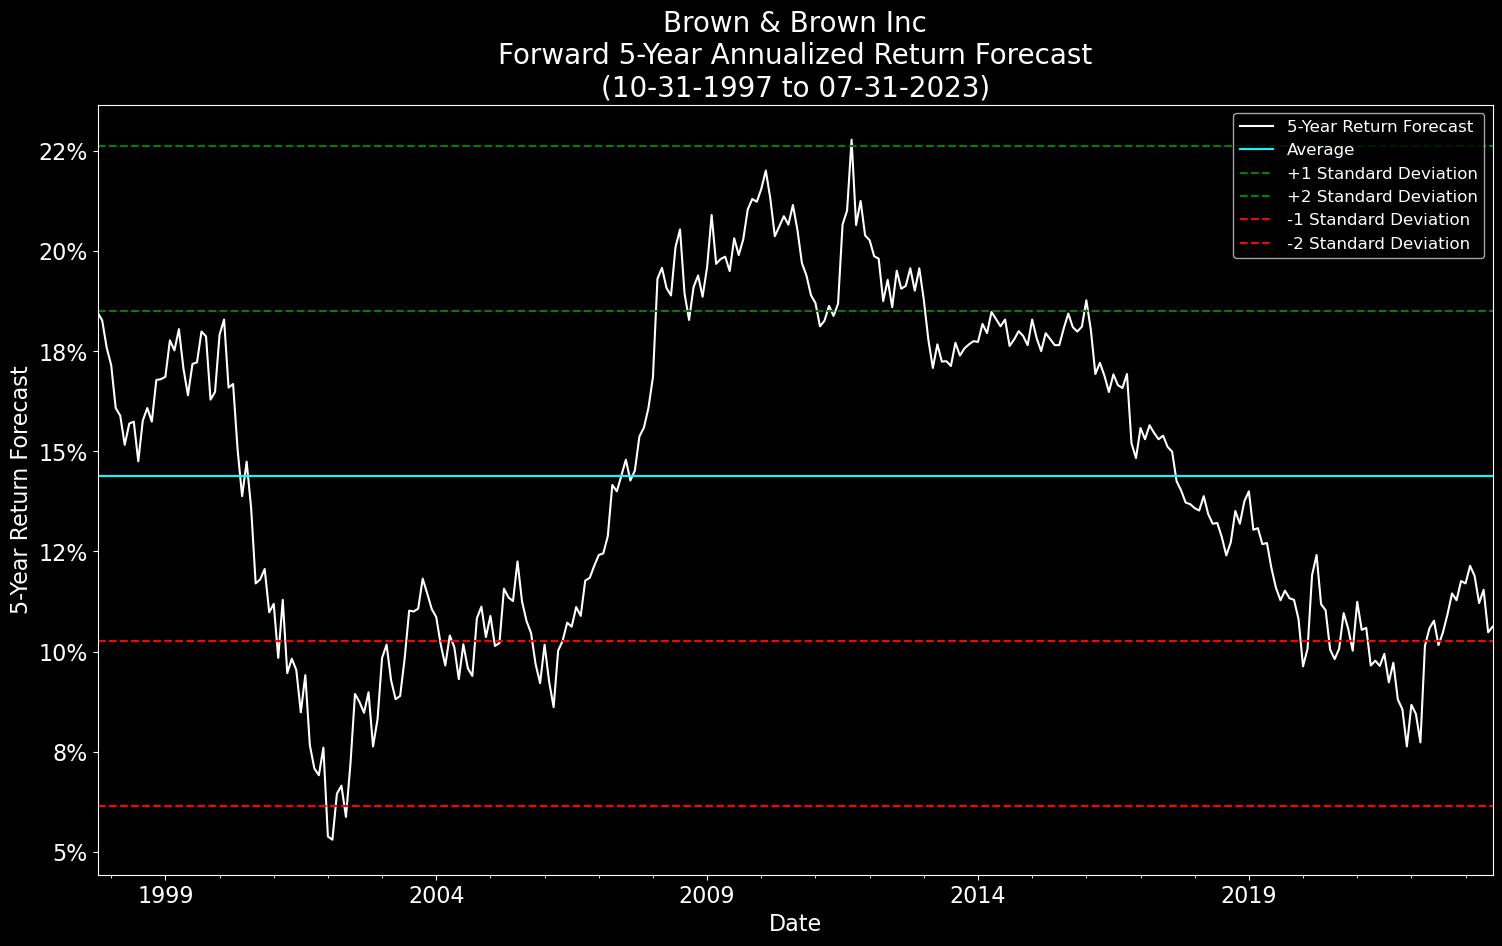 Brown & Brown Inc
Forward 5-Year Annualized Return Forecast
(10-31-1997 to 07-31-2023)
5-Year Return Forecast
Average
+1 Standard Deviation
+2 Standard Deviation
-1 Standard Deviation
-2 Standard Deviation
22%
20%
18%
15%
12%
10%
8%
5%
5-Year Return Forecast
1999
2004
2009
2014
2019
Date